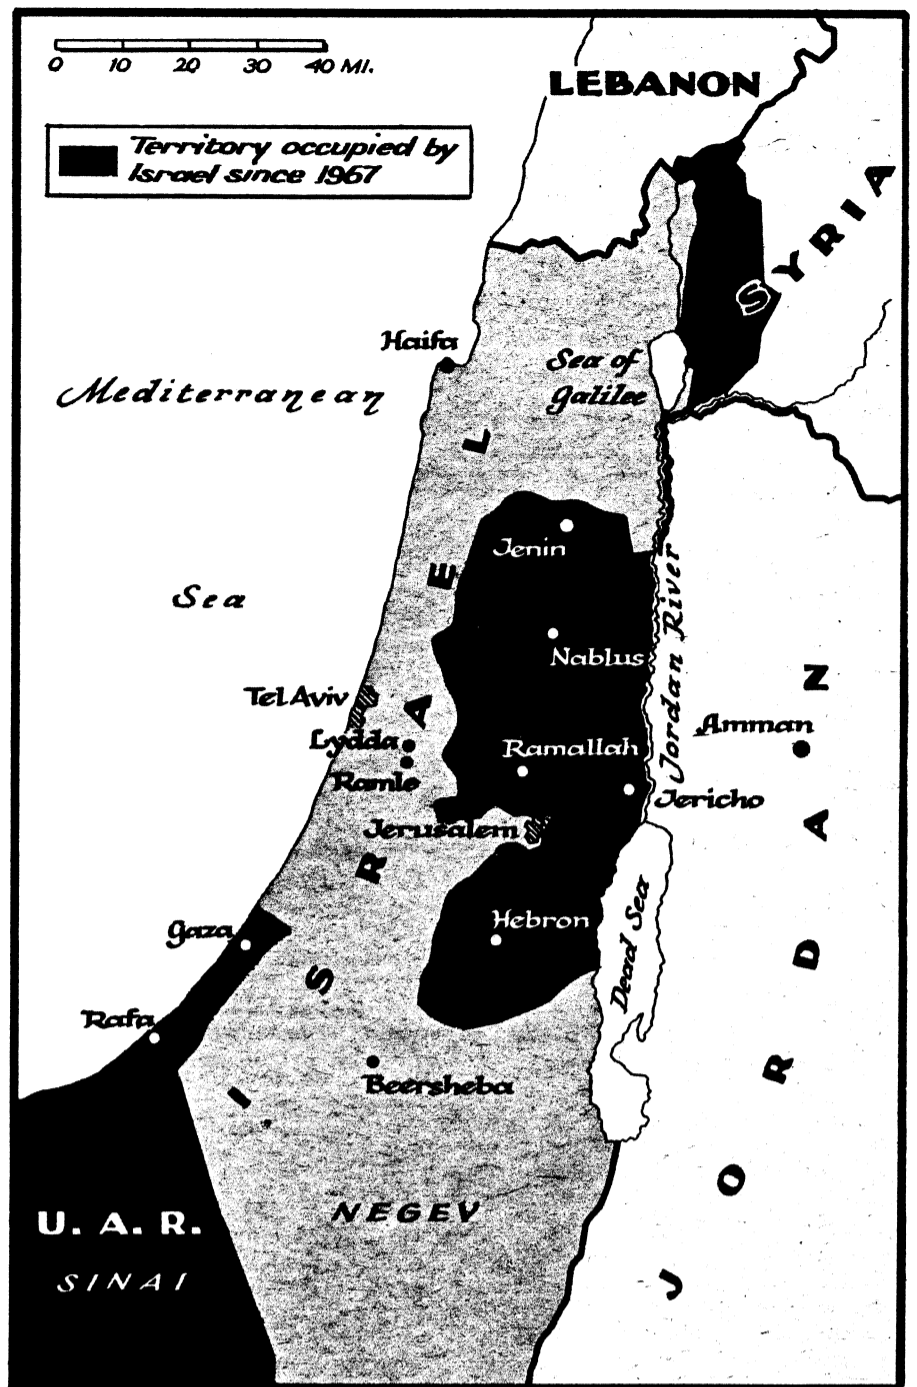 0 10 20 30 40 MI.
LEBANON
Territory occupied by
Israel since 1967
SYRIA
Haifa
Sea of
Galilee
Mediterranean
Sea
Jenin
Nablus
Jordan River
Tel Aviv
Lydda
Ramle
Ramallah
Amman
Jericho
Jerusalem
ISRAEL
Hebron
Dead Sea
Gaza
Rafa
Beersheba
JORDAN
NEGEV
U. A. R.
SINAI